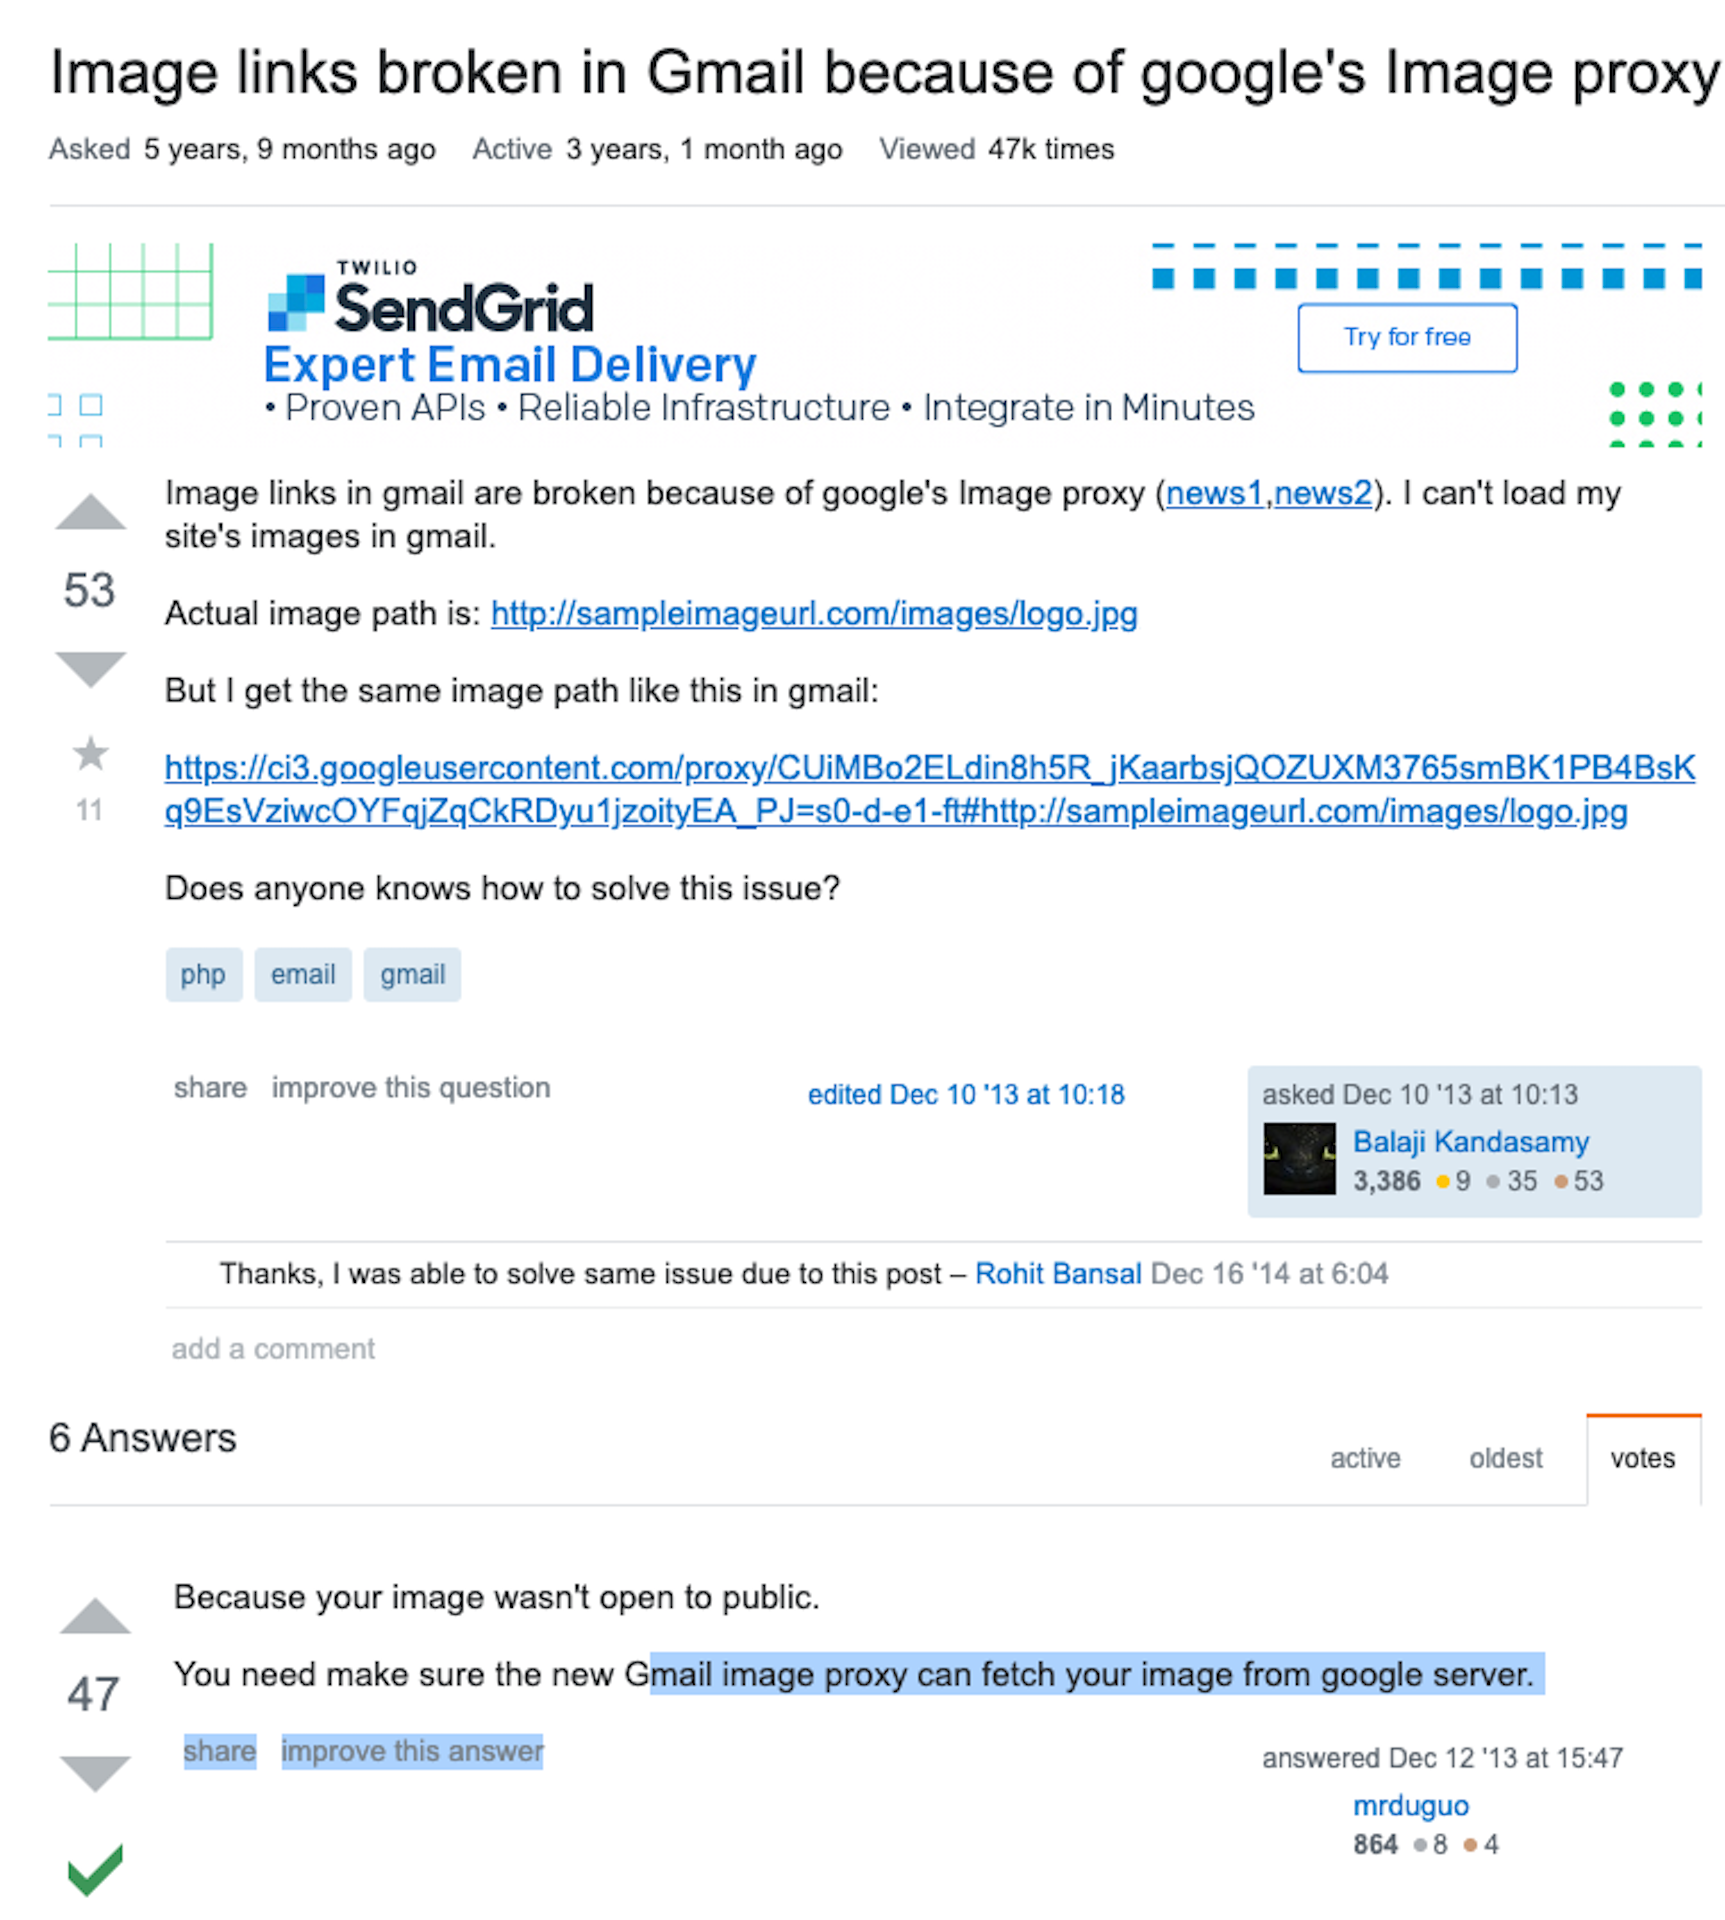 Image links broken in Gmail because of google's Image proxy
Asked 5 years, 9 months ago Active 3 years, 1 month ago Viewed 47k times
TWILIO
SendGrid
Expert Email Delivery
• Proven APIs • Reliable Infrastructure • Integrate in Minutes
Try for free
Image links in gmail are broken because of google's Image proxy (news1,news2). I can't load my
site's images in gmail.
53
Actual image path is: http://sampleimageurl.com/images/logo.jpg
But I get the same image path like this in gmail:
11
https://ci3.googleusercontent.com/proxy/CUiMBo2ELdin8h5R_jKaarbsjQOZUXM3765smBK1PB4BsK
q9EsVziwcOYFqjZqCkRDyu1jzoityEA_PJ=s0-d-e1-ft#http://sampleimageurl.com/images/logo.jpg
Does anyone knows how to solve this issue?
php email gmail
share improve this question
edited Dec 10 '13 at 10:18
asked Dec 10 '13 at 10:13
Balaji Kandasamy
3,386 9 35 53
Thanks, I was able to solve same issue due to this post – Rohit Bansal Dec 16 '14 at 6:04
add a comment
6 Answers
active oldest votes
Because your image wasn't open to public.
47
You need make sure the new Gmail image proxy can fetch your image from google server.
share improve this answer
answered Dec 12 '13 at 15:47
mrduguo
864 8 4